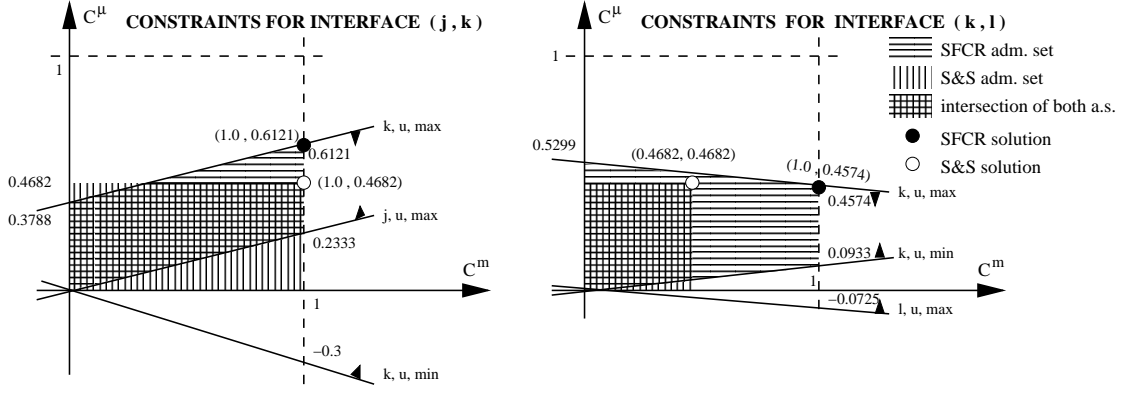 C^μ
CONSTRAINTS FOR INTERFACE ( j , k )
1
(1.0 , 0.6121)
k, u, max
0.6121
0.4682
(1.0 , 0.4682)
0.3788
j, u, max
0.2333
C^m
1
−0.3
k, u, min
C^μ
CONSTRAINTS FOR INTERFACE ( k , l )
1
SFCR adm. set
S&S adm. set
intersection of both a.s.
SFCR solution
S&S solution
0.5299
(0.4682, 0.4682)
(1.0 , 0.4574)
k, u, max
0.4574
0.0933
k, u, min
C^m
1
−0.0725
l, u, max